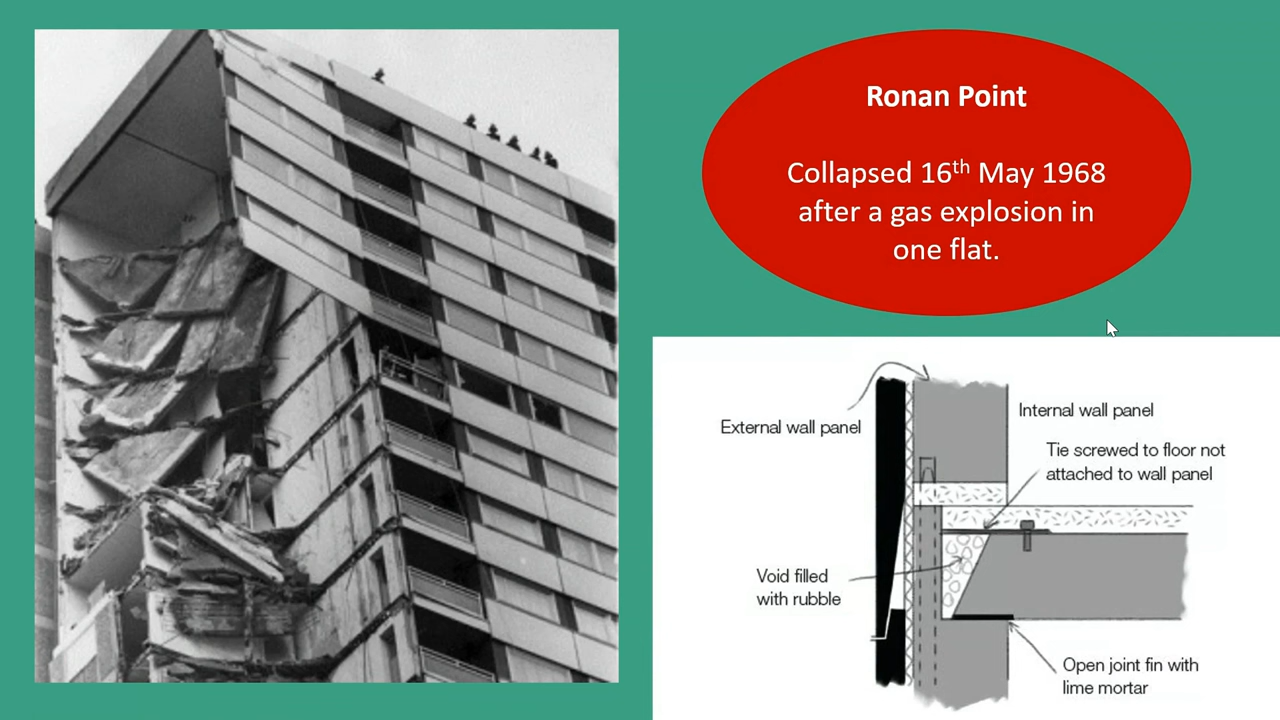 Ronan Point
Collapsed 16th May 1968
after a gas explosion in
one flat.
External wall panel
Internal wall panel
Tie screwed to floor not
attached to wall panel
Void filled
with rubble
Open joint fin with
lime mortar